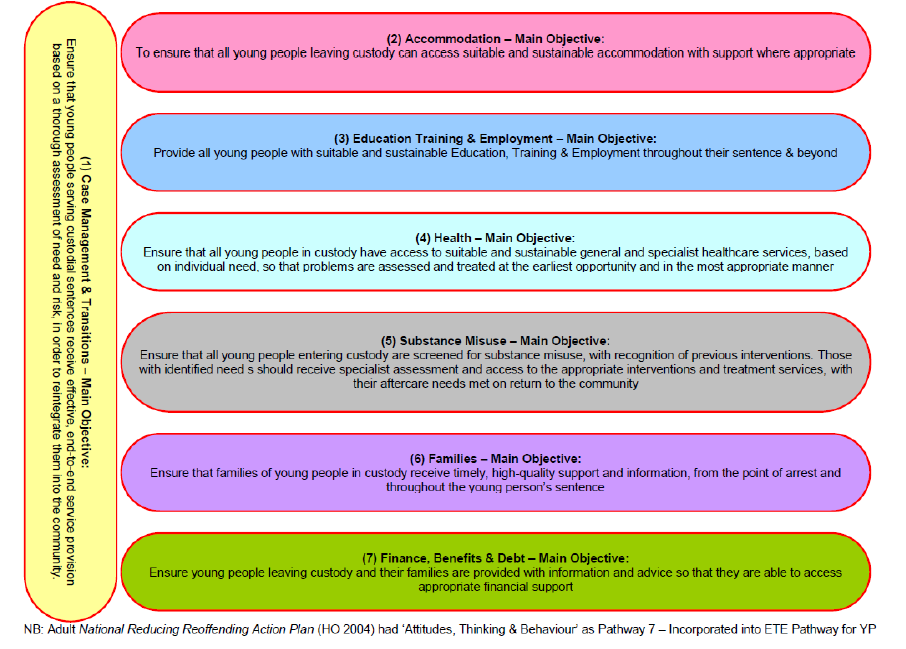 (1) Case Management & Transitions – Main Objective:
Ensure that young people serving custodial sentences receive effective, end-to-end service provision
based on a thorough assessment of need and risk, in order to reintegrate them into the community.
(2) Accommodation – Main Objective:
To ensure that all young people leaving custody can access suitable and sustainable accommodation with support where appropriate
(3) Education Training & Employment – Main Objective:
Provide all young people with suitable and sustainable Education, Training & Employment throughout their sentence & beyond
(4) Health – Main Objective:
Ensure that all young people in custody have access to suitable and sustainable general and specialist healthcare services, based
on individual need, so that problems are assessed and treated at the earliest opportunity and in the most appropriate manner
(5) Substance Misuse – Main Objective:
Ensure that all young people entering custody are screened for substance misuse, with recognition of previous interventions. Those
with identified need s should receive specialist assessment and access to the appropriate interventions and treatment services, with
their aftercare needs met on return to the community
(6) Families – Main Objective:
Ensure that families of young people in custody receive timely, high-quality support and information, from the point of arrest and
throughout the young person's sentence
(7) Finance, Benefits & Debt – Main Objective:
Ensure young people leaving custody and their families are provided with information and advice so that they are able to access
appropriate financial support
NB: Adult National Reducing Reoffending Action Plan (HO 2004) had 'Attitudes, Thinking & Behaviour' as Pathway 7 – Incorporated into ETE Pathway for YP